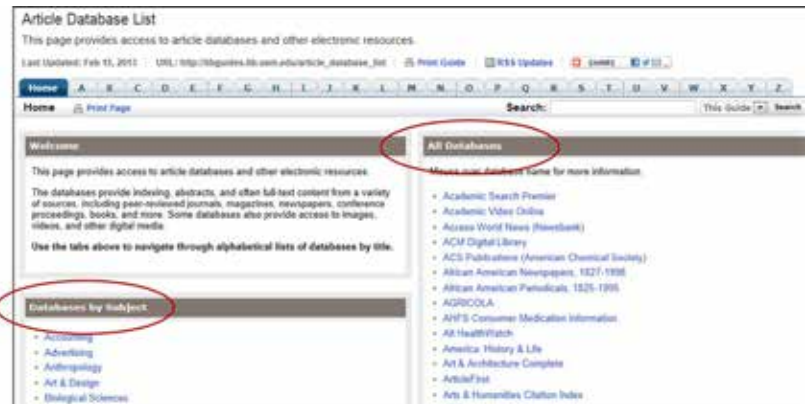 Article Database List
This page provides access to article databases and other electronic resources.
Last Updated: Feb 15, 2013 URL: Print Guide RSS Updates SHARE
Home A B C D E F G H I J K L M N O P Q R S T U V W X Y Z
Home Print Page Search: This Guide Search
Welcome
This page provides access to article databases and other electronic resources.
The databases provide indexing, abstracts, and often full-text content from a variety
of sources, including peer-reviewed journals, magazines, newspapers, conference
proceedings, books, and more. Some databases also provide access to images,
videos, and other digital media.
Use the tabs above to navigate through alphabetical lists of databases by title.
Databases by Subject
Accounting
Advertising
Anthropology
Art & Design
Biological Sciences
All Databases
Mouse over database name for more information.
Academic Search Premier
Academic Video Online
Access World News (Newsbank)
ACM Digital Library
ACS Publications (American Chemical Society)
African American Newspapers, 1827-1998
African American Periodicals, 1825-1995
AGRICOLA
AHFS Consumer Medication Information
Alt HealthWatch
America: History & Life
Art & Architecture Complete
ArticleFirst
Arts & Humanities Citation Index